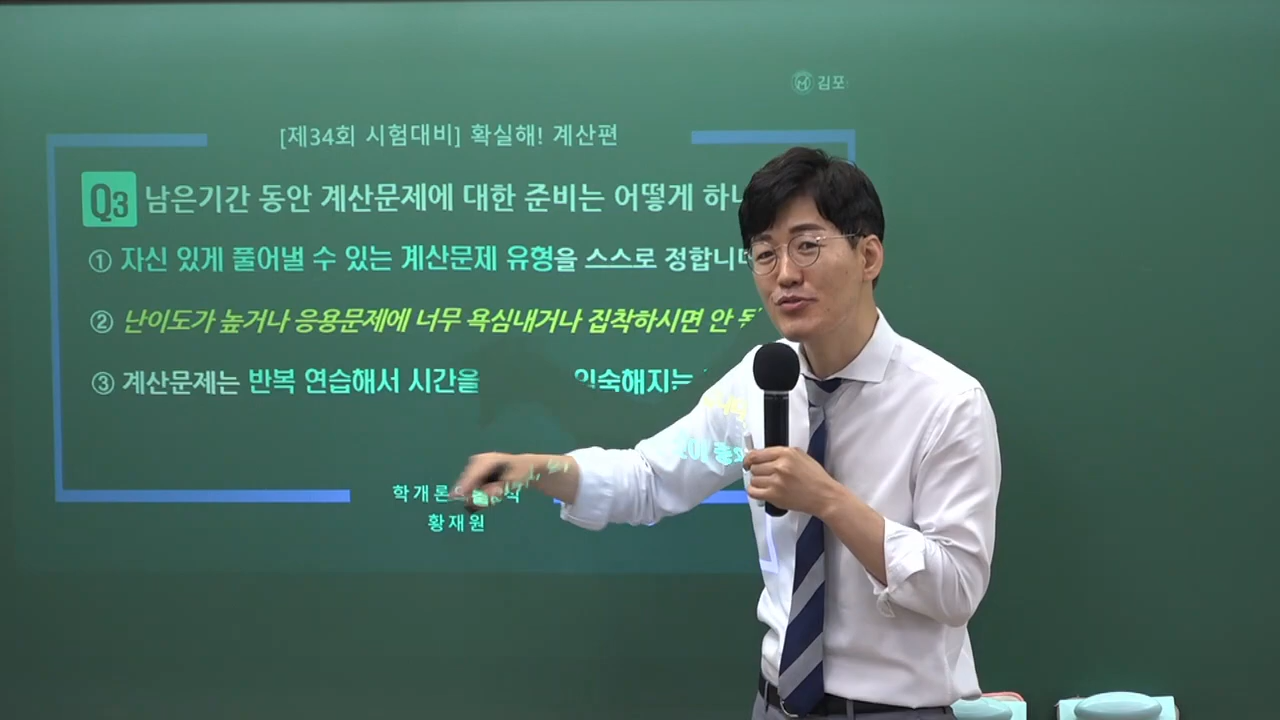 김포
[제34회 시험대비] 확실해! 계산편
Q3 남은기간 동안 계산문제에 대한 준비는 어떻게 하나
① 자신 있게 풀어낼 수 있는 계산문제 유형을 스스로 정합니다
② 난이도가 높거나 응용문제에 너무 욕심내거나 집착하시면 안
③ 계산문제는 반복 연습해서 시간을 익숙해지는
학개론
황재원